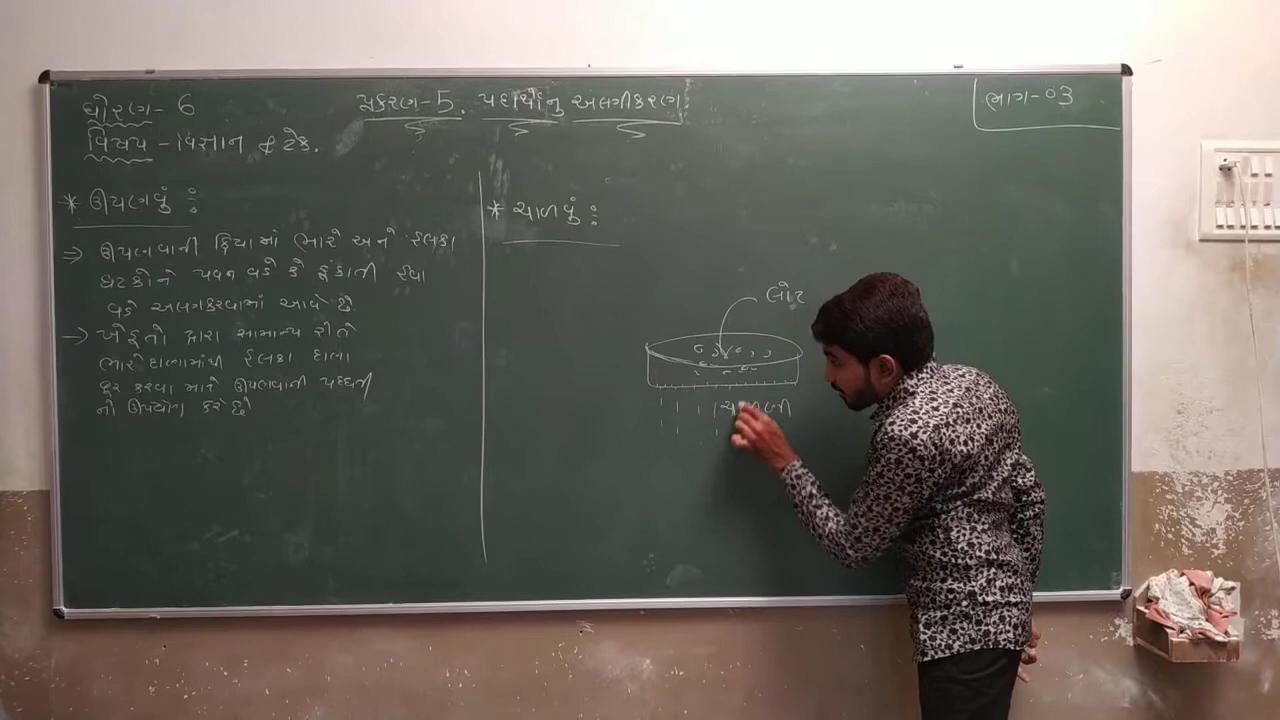 ધોરણ - 6
પ્રકરણ-5. પદાર્થોનું અલગીકરણ
ભાગ-03
વિષય - વિજ્ઞાન & ટેક.
* ઊપણવું :
⇒ ઊપણવાની ક્રિયામાં ભારે અને હલકા
ઘટકોને પવન વડે કે ફૂંકાતી હવા
વડે અલગ કરવામાં આવે છે.
⇒ ખેડૂતો દ્વારા સામાન્ય રીતે
ભારે દાણામાંથી હલકા દાણા
દૂર કરવા માટે ઊપણવાની પદ્ધતી
નો ઉપયોગ કરે છે
* ચાળવું :
લોટ